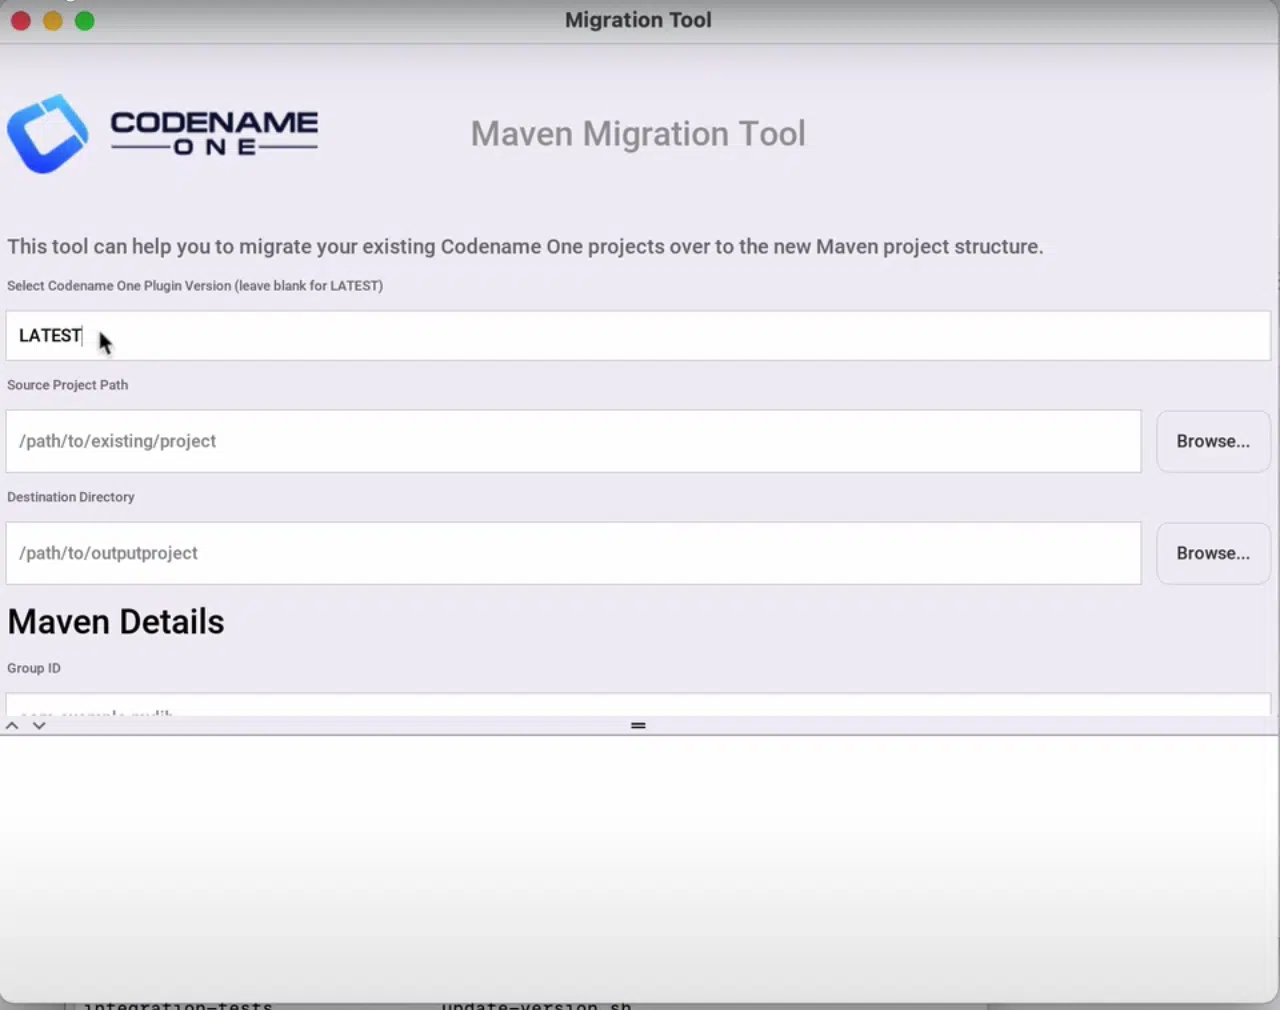 Migration Tool
CODENAME
ONE
Maven Migration Tool
This tool can help you to migrate your existing Codename One projects over to the new Maven project structure.
Select Codename One Plugin Version (leave blank for LATEST)
LATEST
Source Project Path
/path/to/existing/project
Browse...
Destination Directory
/path/to/outputproject
Browse...
Maven Details
Group ID
com.example.mylib
integration-tests
update-version.sh